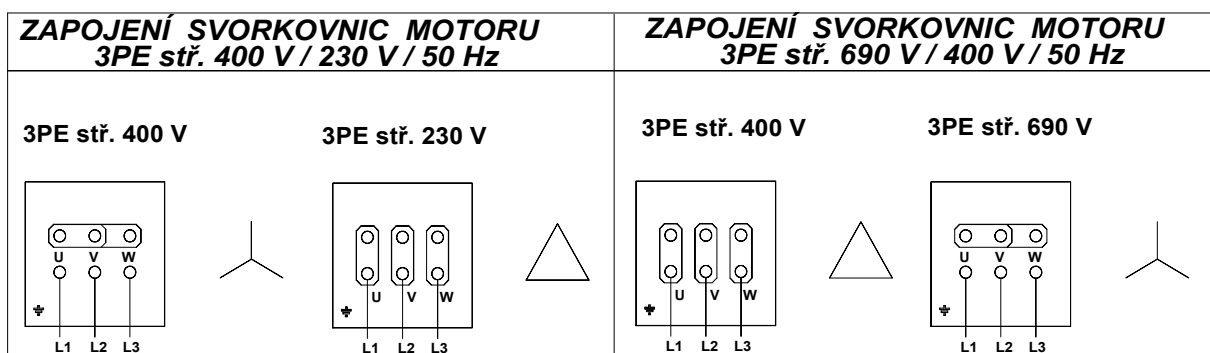 ZAPOJENÍ SVORKOVNIC MOTORU
3PE stř. 400 V / 230 V / 50 Hz
3PE stř. 400 V
3PE stř. 230 V
U V W
L1 L2 L3
U V W
L1 L2 L3
ZAPOJENÍ SVORKOVNIC MOTORU
3PE stř. 690 V / 400 V / 50 Hz
3PE stř. 400 V
3PE stř. 690 V
U V W
L1 L2 L3
U V W
L1 L2 L3